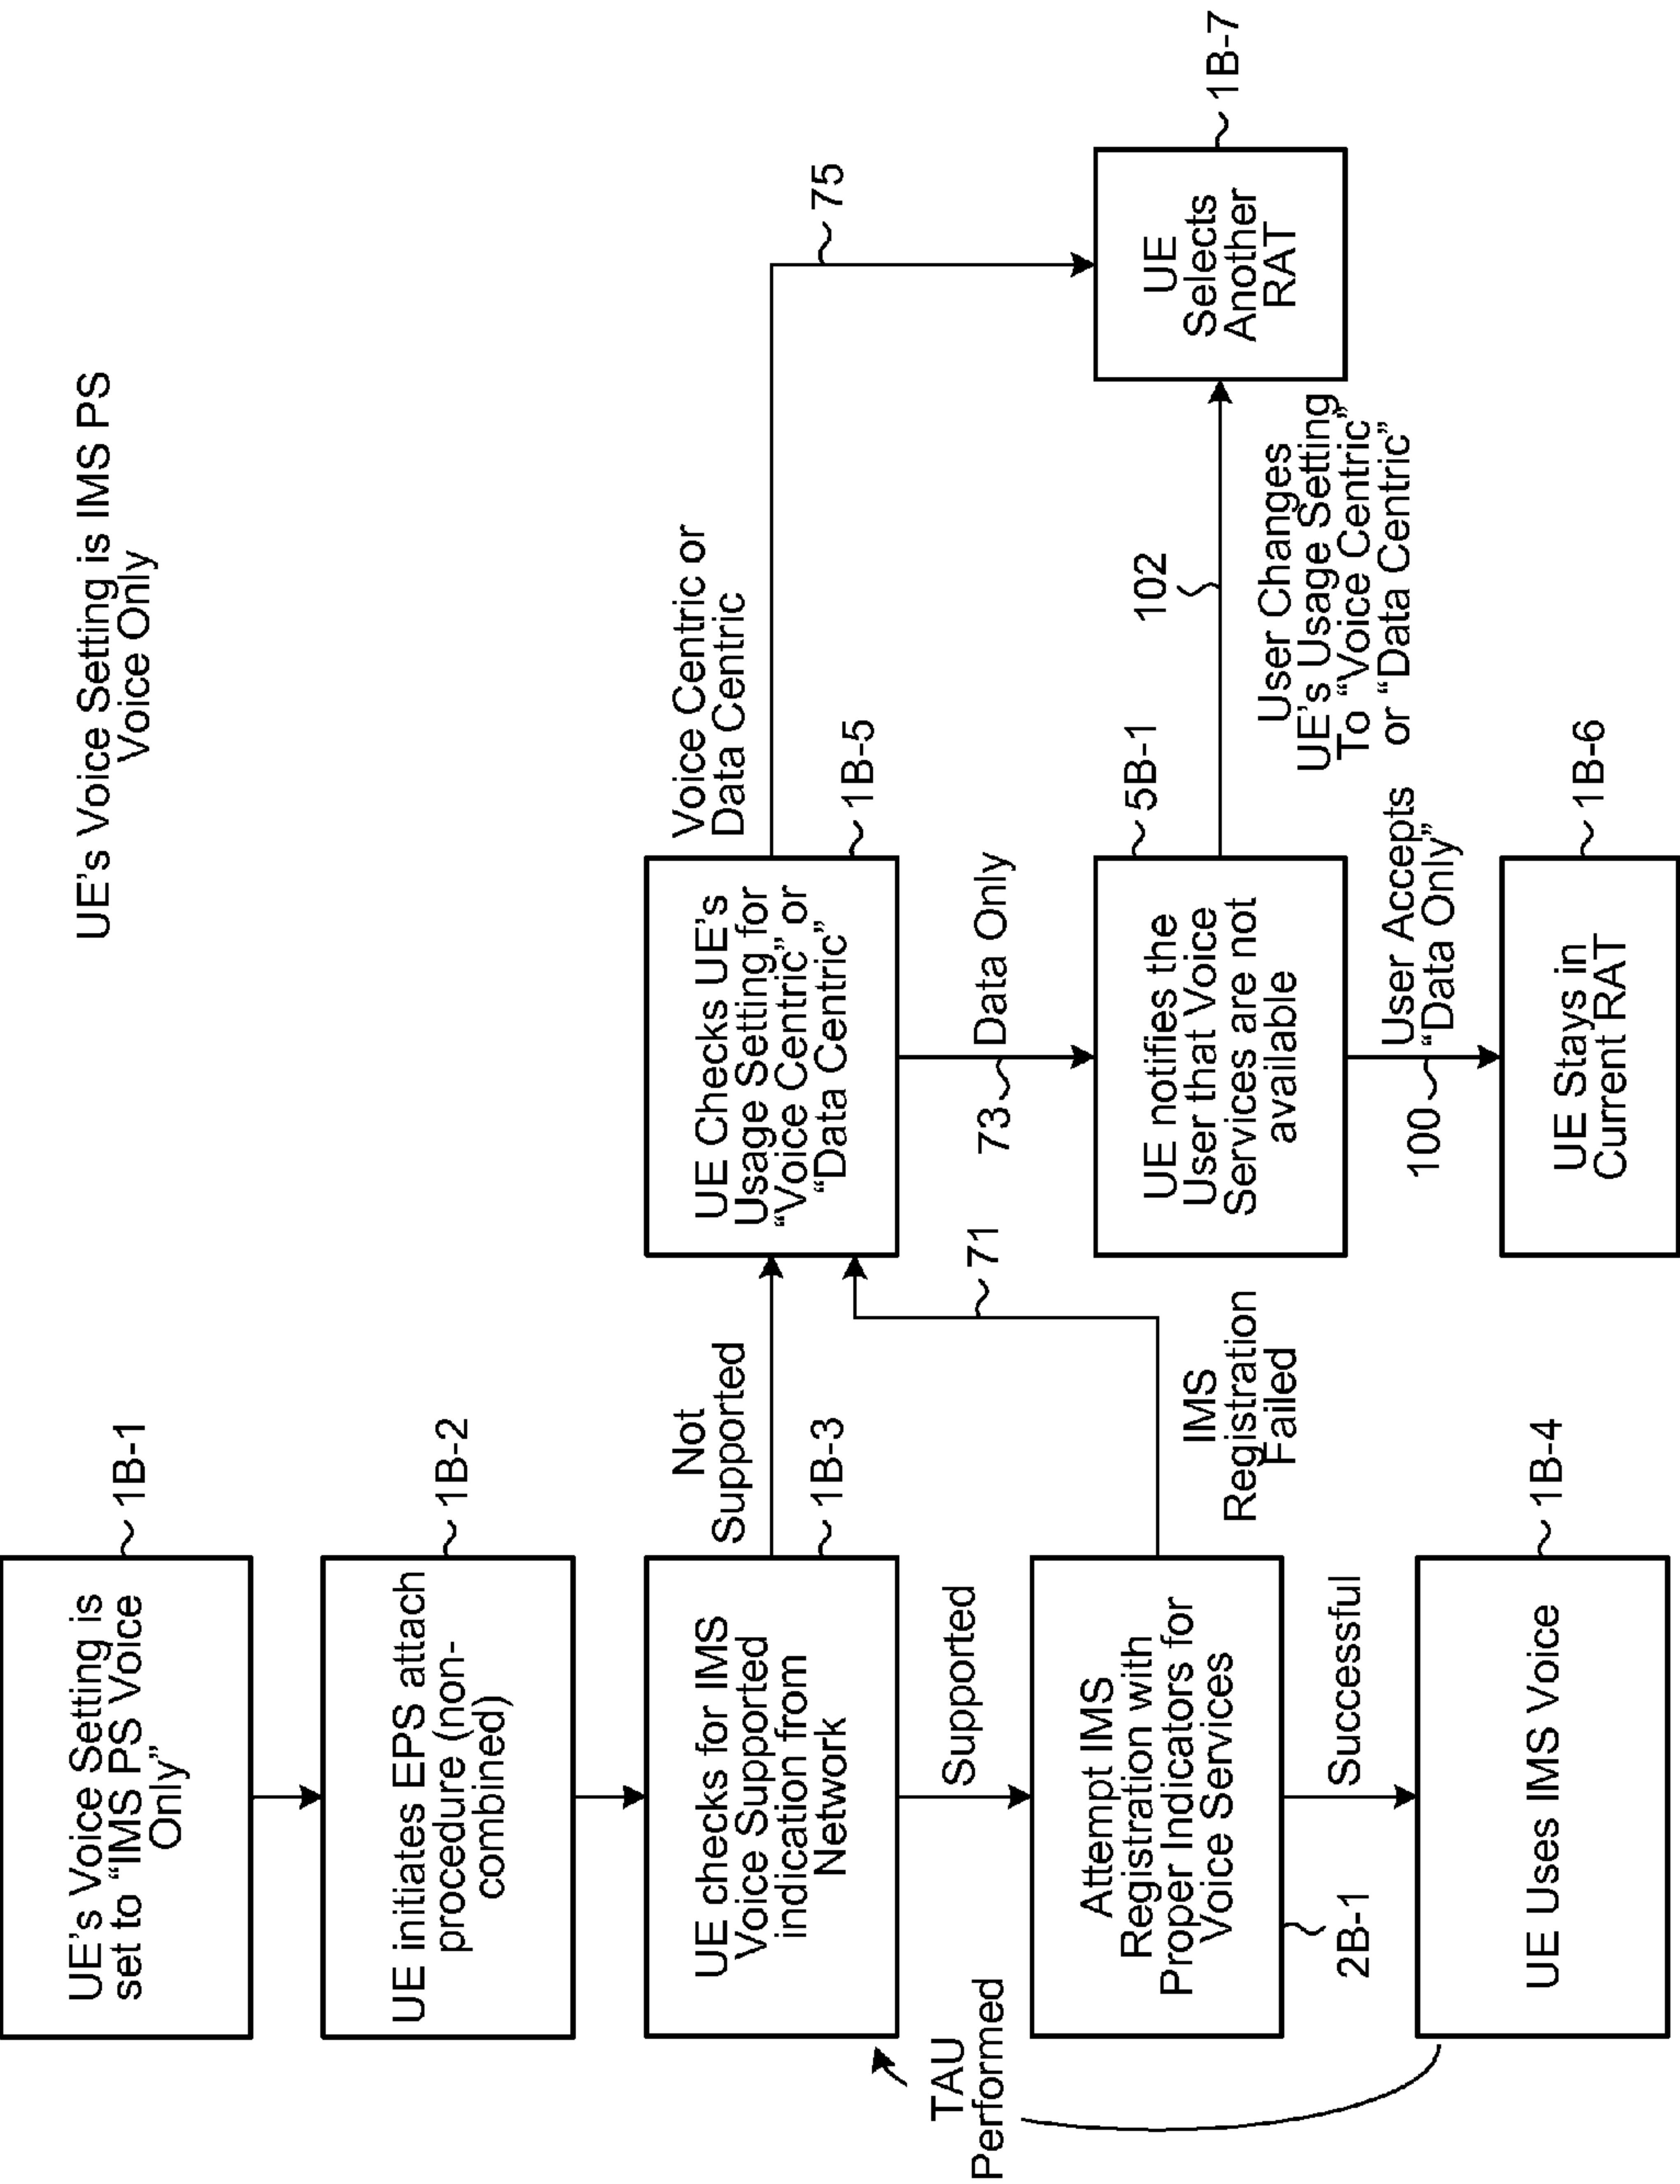 UE's Voice Setting is IMS PS
Voice Only
UE's Voice Setting is
set to “IMS PS Voice
Only”
1B-1
UE initiates EPS attach
procedure (non-
combined)
1B-2
UE checks for IMS
Voice Supported
indication from
Network
1B-3
Not
Supported
Supported
Attempt IMS
Registration with
Proper Indicators for
Voice Services
2B-1
IMS
Registration
Failed
71
Successful
UE Uses IMS Voice
1B-4
TAU
Performed
UE Checks UE's
Usage Setting for
“Voice Centric” or
“Data Centric”
1B-5
Voice Centric or
Data Centric
75
73
Data Only
UE notifies the
User that Voice
Services are not
available
5B-1
102
User Changes
UE's Usage Setting
To “Voice Centric”
or “Data Centric”
100
User Accepts
“Data Only”
UE Stays in
Current RAT
1B-6
UE
Selects
Another
RAT
1B-7